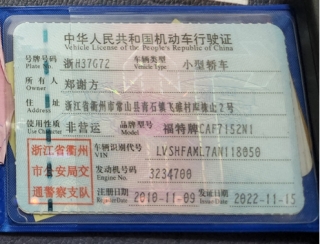 中华人民共和国机动车行驶证
Vehicle License of the People's Republic of China
号牌号码 浙H37G72 车辆类型 小型轿车
Plate No. Vehicle Type
所有人 郑谢方
Owner
住址 浙江省衢州市常山县青石镇飞碓村 2号
Address
使用性质 非营运 品牌型号 福特牌CAF7152N1
Use Character Model
浙江省衢州 车辆识别代号 LVSHFAML7AN118050
VIN
市公安局交 发动机号码 3234700
Engine No.
通警察支队 注册日期 2010-11-09 发证日期 2022-11-15
Register Date Issue Date